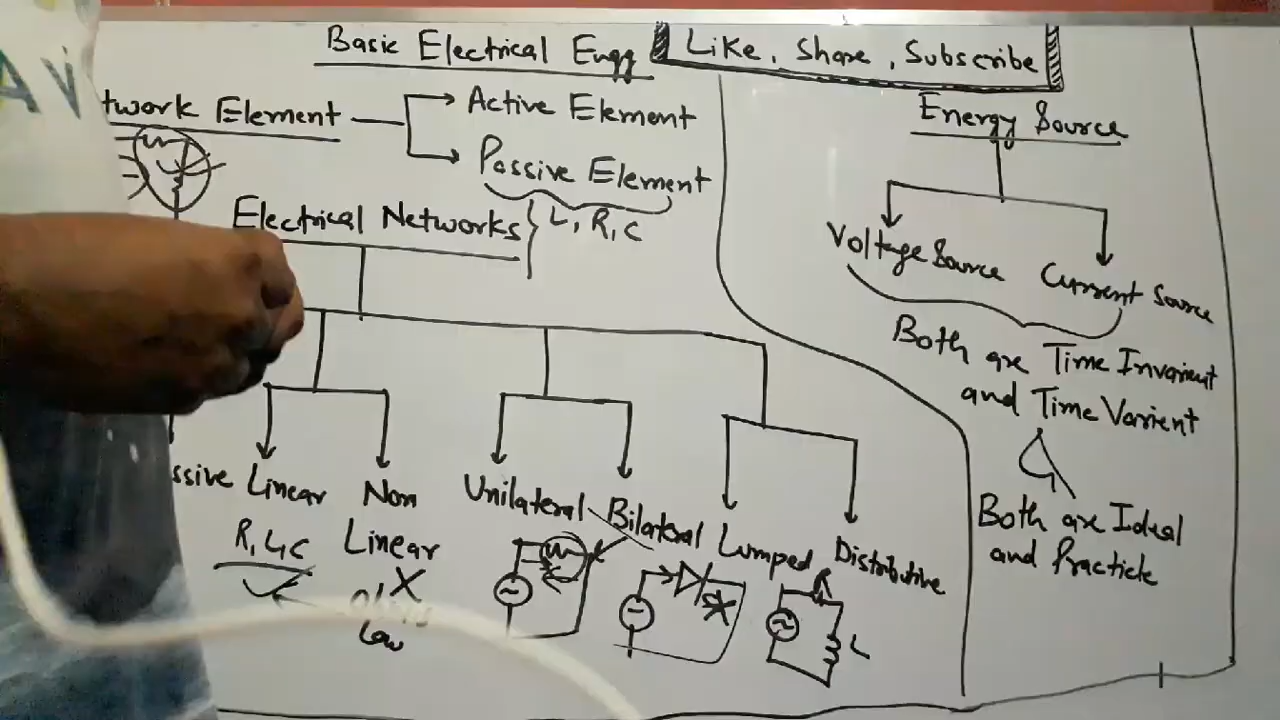 Basic Electrical Engg
Like, Share, Subscribe
AV
twork Element
Active Element
Passive Element
L, R, C
Electrical Networks
ssive
Linear
R, L, C
Non
Linear
X
Law
Unilateral
Bilateral
Lumped
R
L
Distributive
Energy Source
Voltage Source
Current Source
Both are Time Invarient
and Time Varient
Both are Ideal
and Practicle